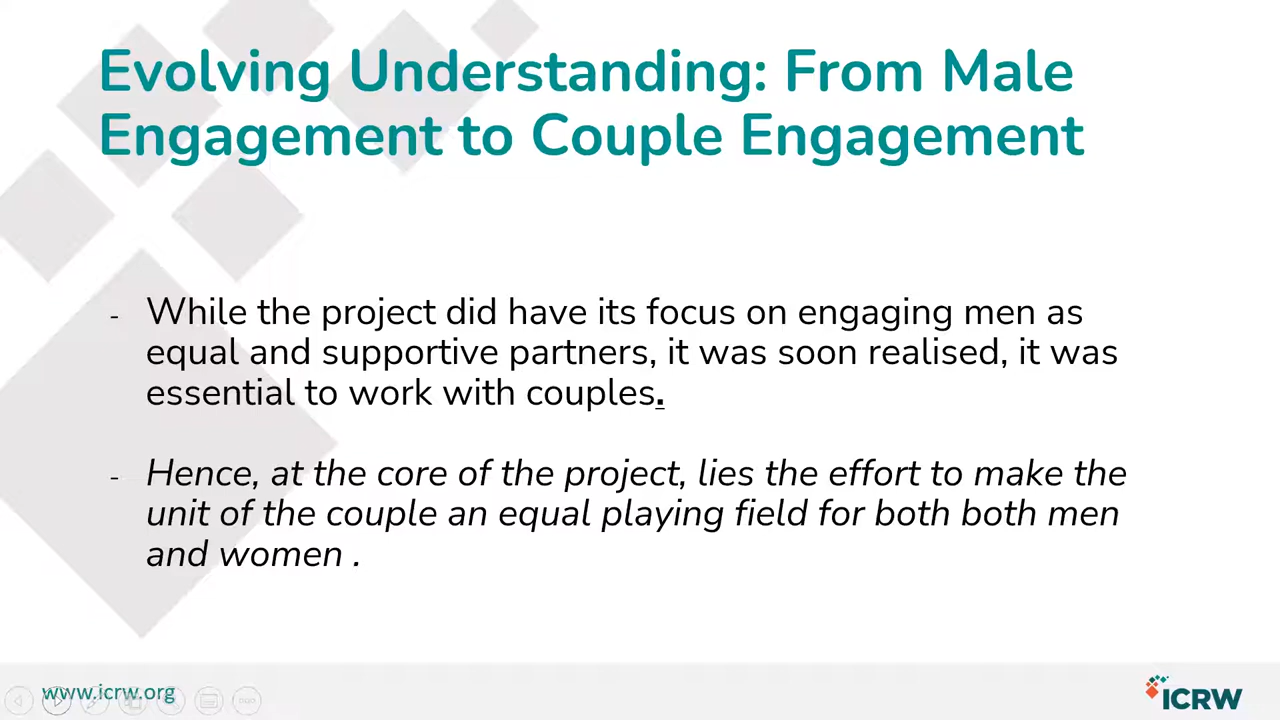 Evolving Understanding: From Male
Engagement to Couple Engagement
- While the project did have its focus on engaging men as
equal and supportive partners, it was soon realised, it was
essential to work with couples.
- Hence, at the core of the project, lies the effort to make the
unit of the couple an equal playing field for both both men
and women .
www.icrw.org
ICRW